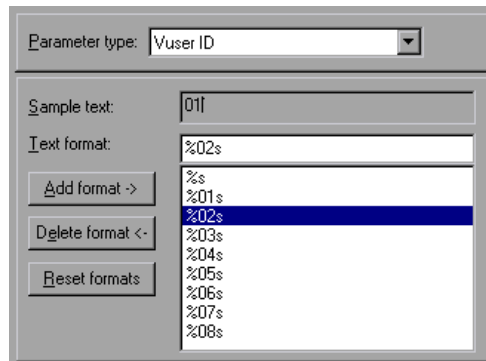 Parameter type: Vuser ID
Sample text: 01
Text format: %02s
Add format ->
Delete format <-
Reset formats
%s
%01s
%02s
%03s
%04s
%05s
%06s
%07s
%08s